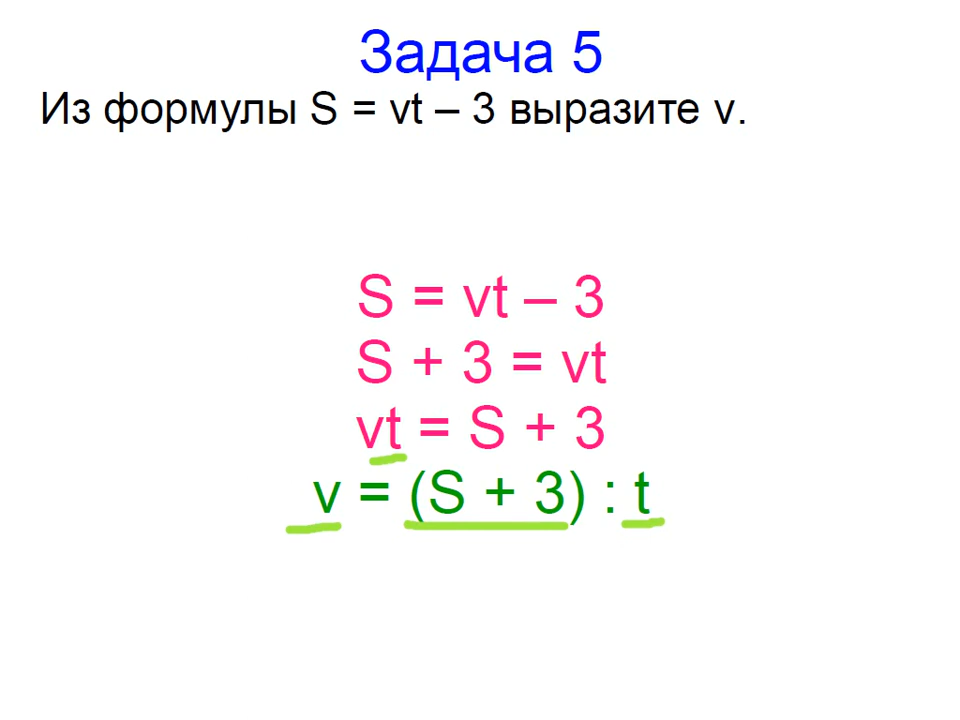 Задача 5
Из формулы S = vt – 3 выразите v.
S = vt – 3
S + 3 = vt
vt = S + 3
v = (S + 3) : t